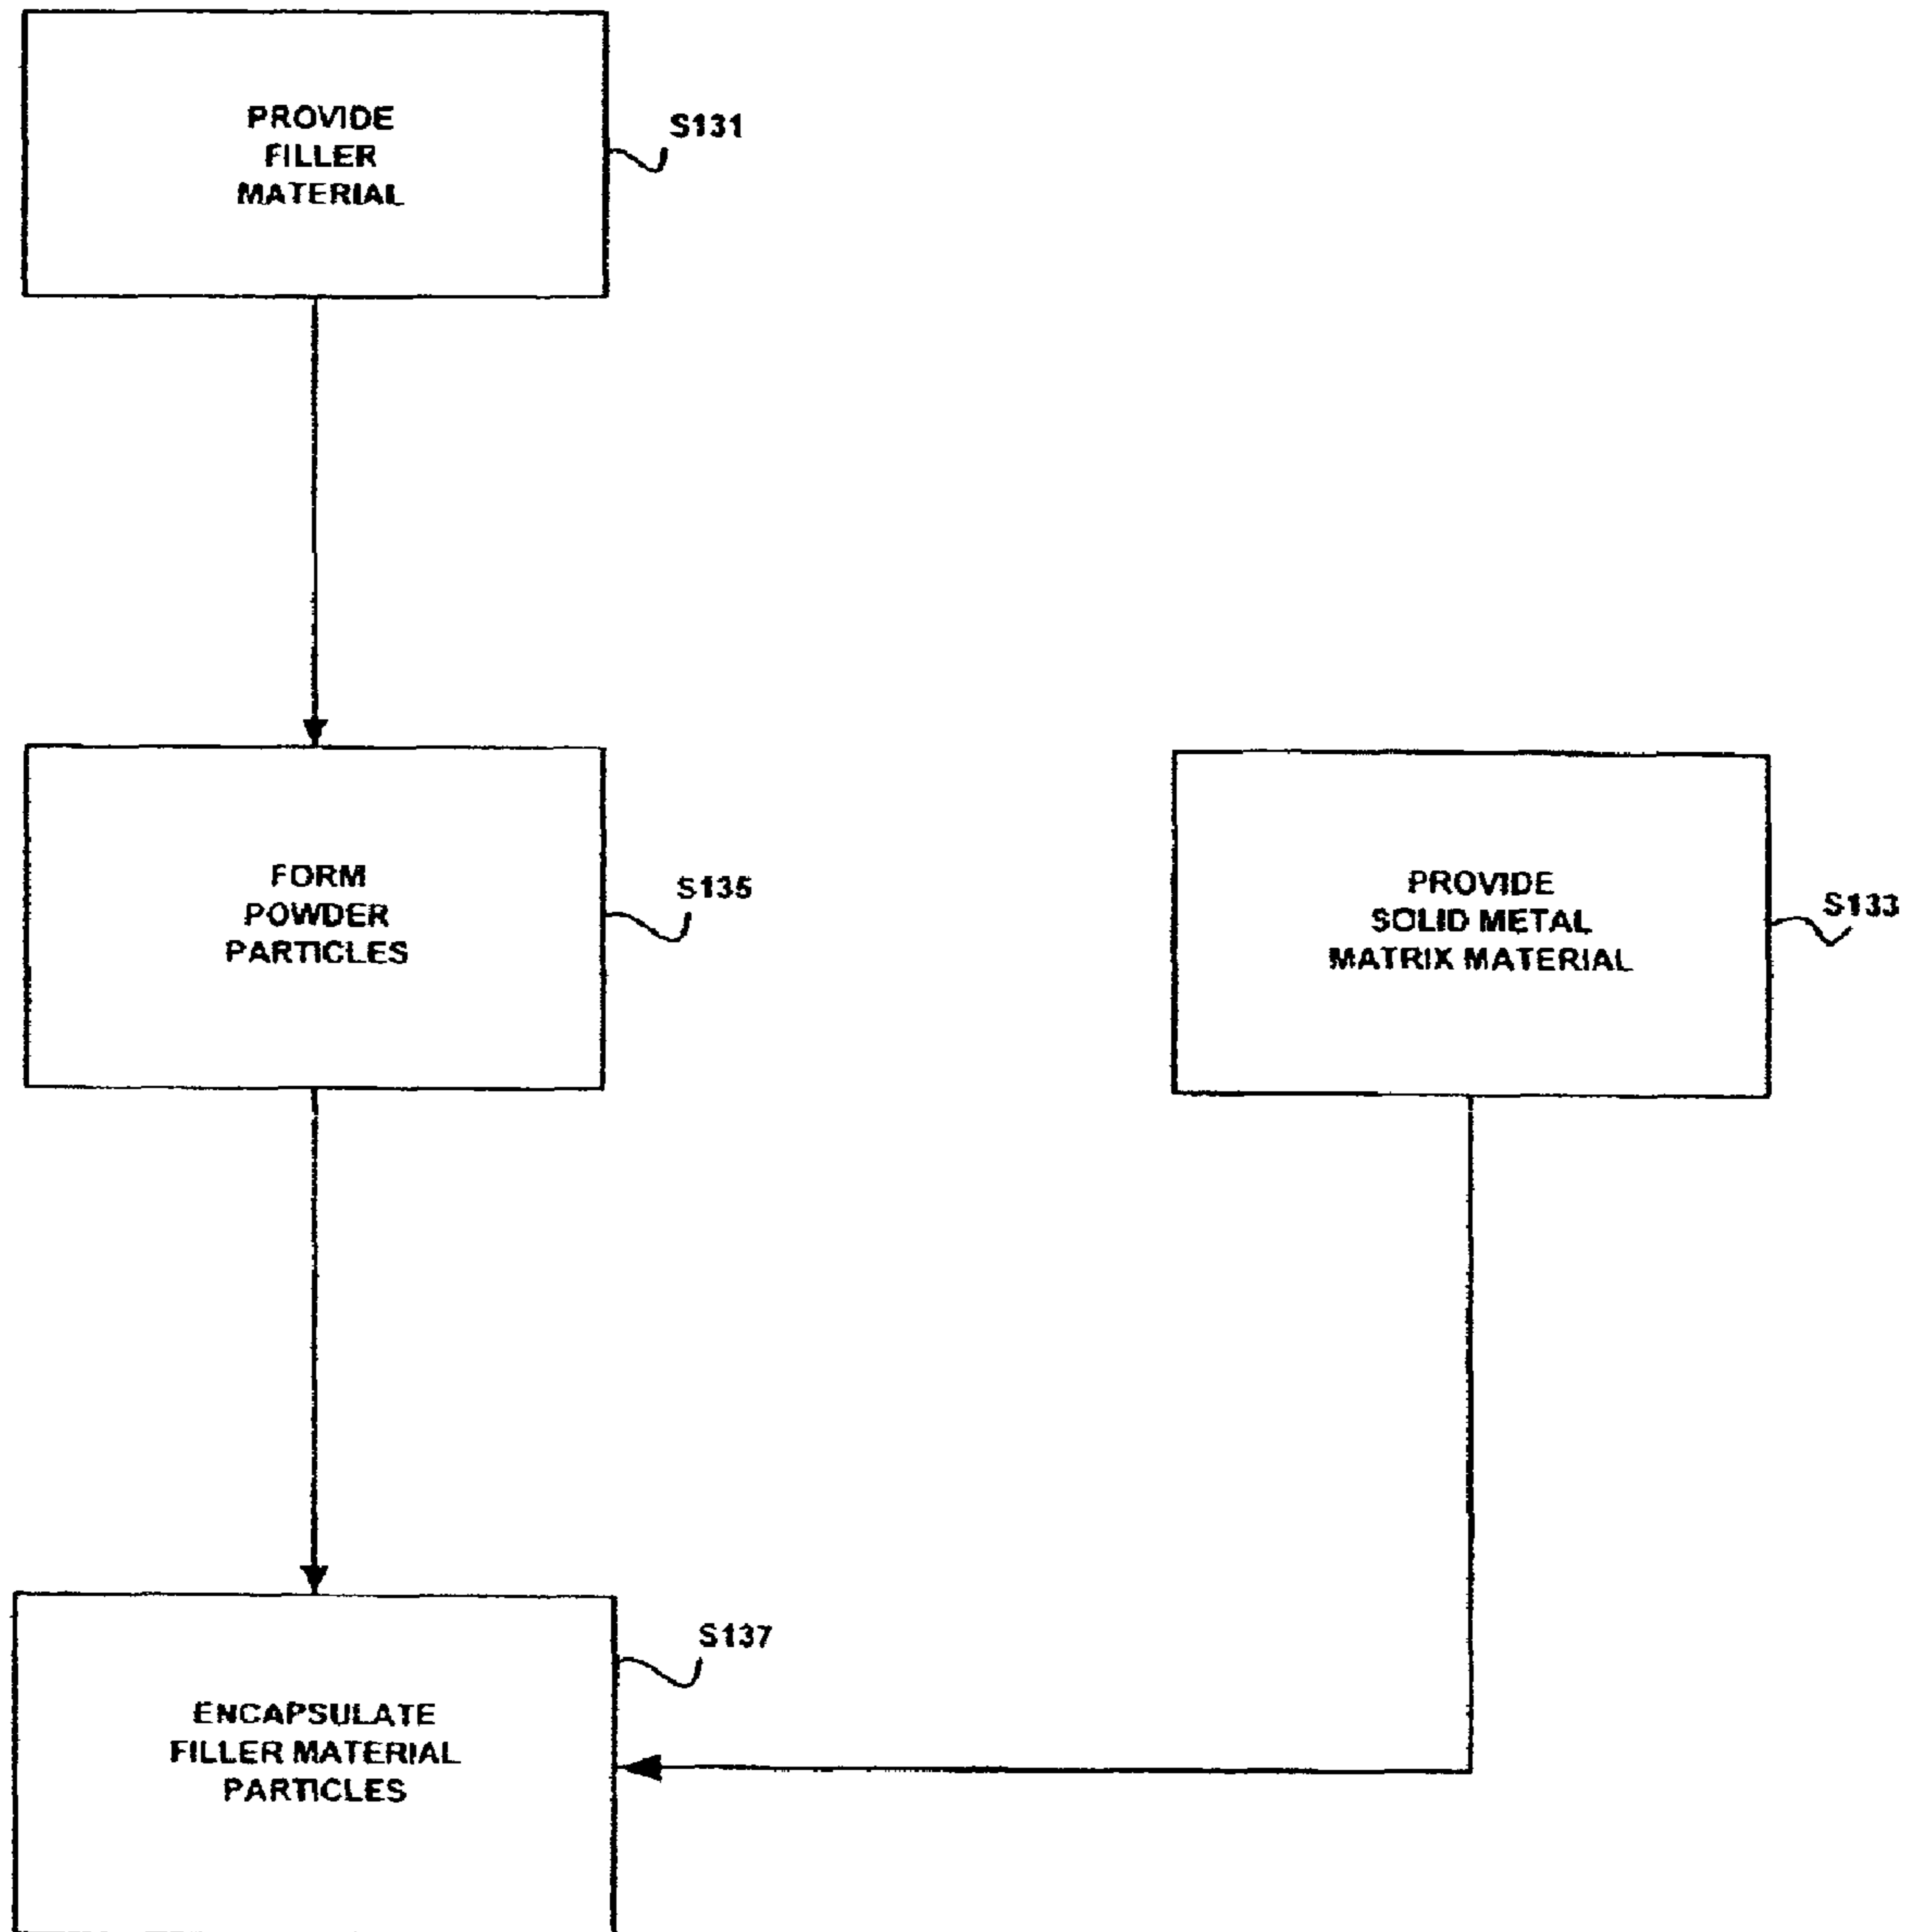 PROVIDE
FILLER
MATERIAL
S131
FORM
POWDER
PARTICLES
S135
PROVIDE
SOLID METAL
MATRIX MATERIAL
S133
ENCAPSULATE
FILLER MATERIAL
PARTICLES
S137